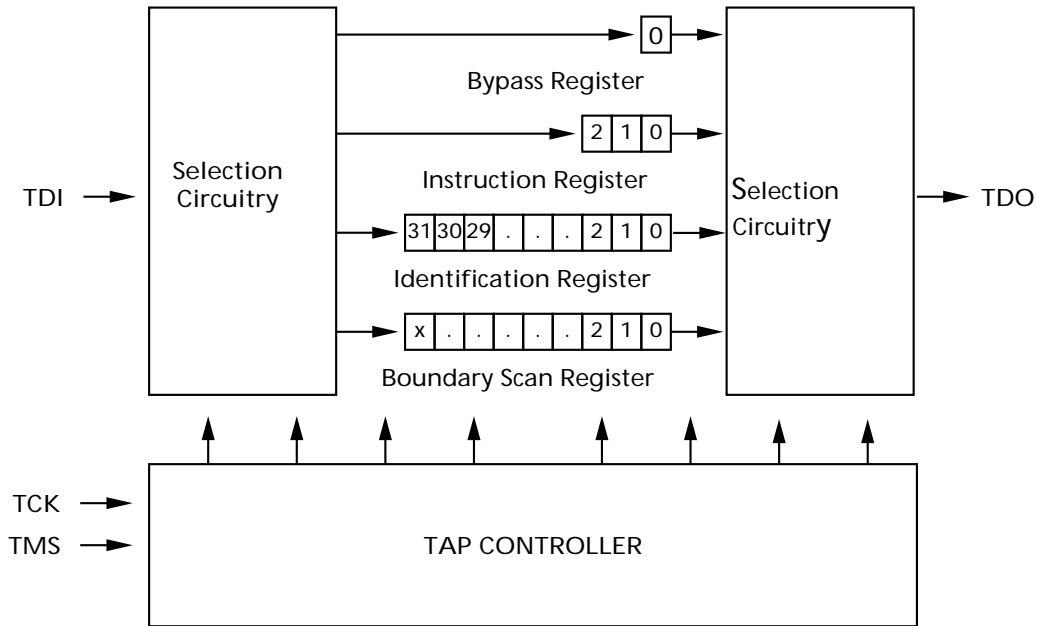 0
Bypass Register
2 1 0
Selection
Circuitry
Instruction Register
Selection
Circuitry
TDI
TDO
31 30 29 . . . 2 1 0
Identification Register
x . . . . . 2 1 0
Boundary Scan Register
TCK
TMS
TAP CONTROLLER